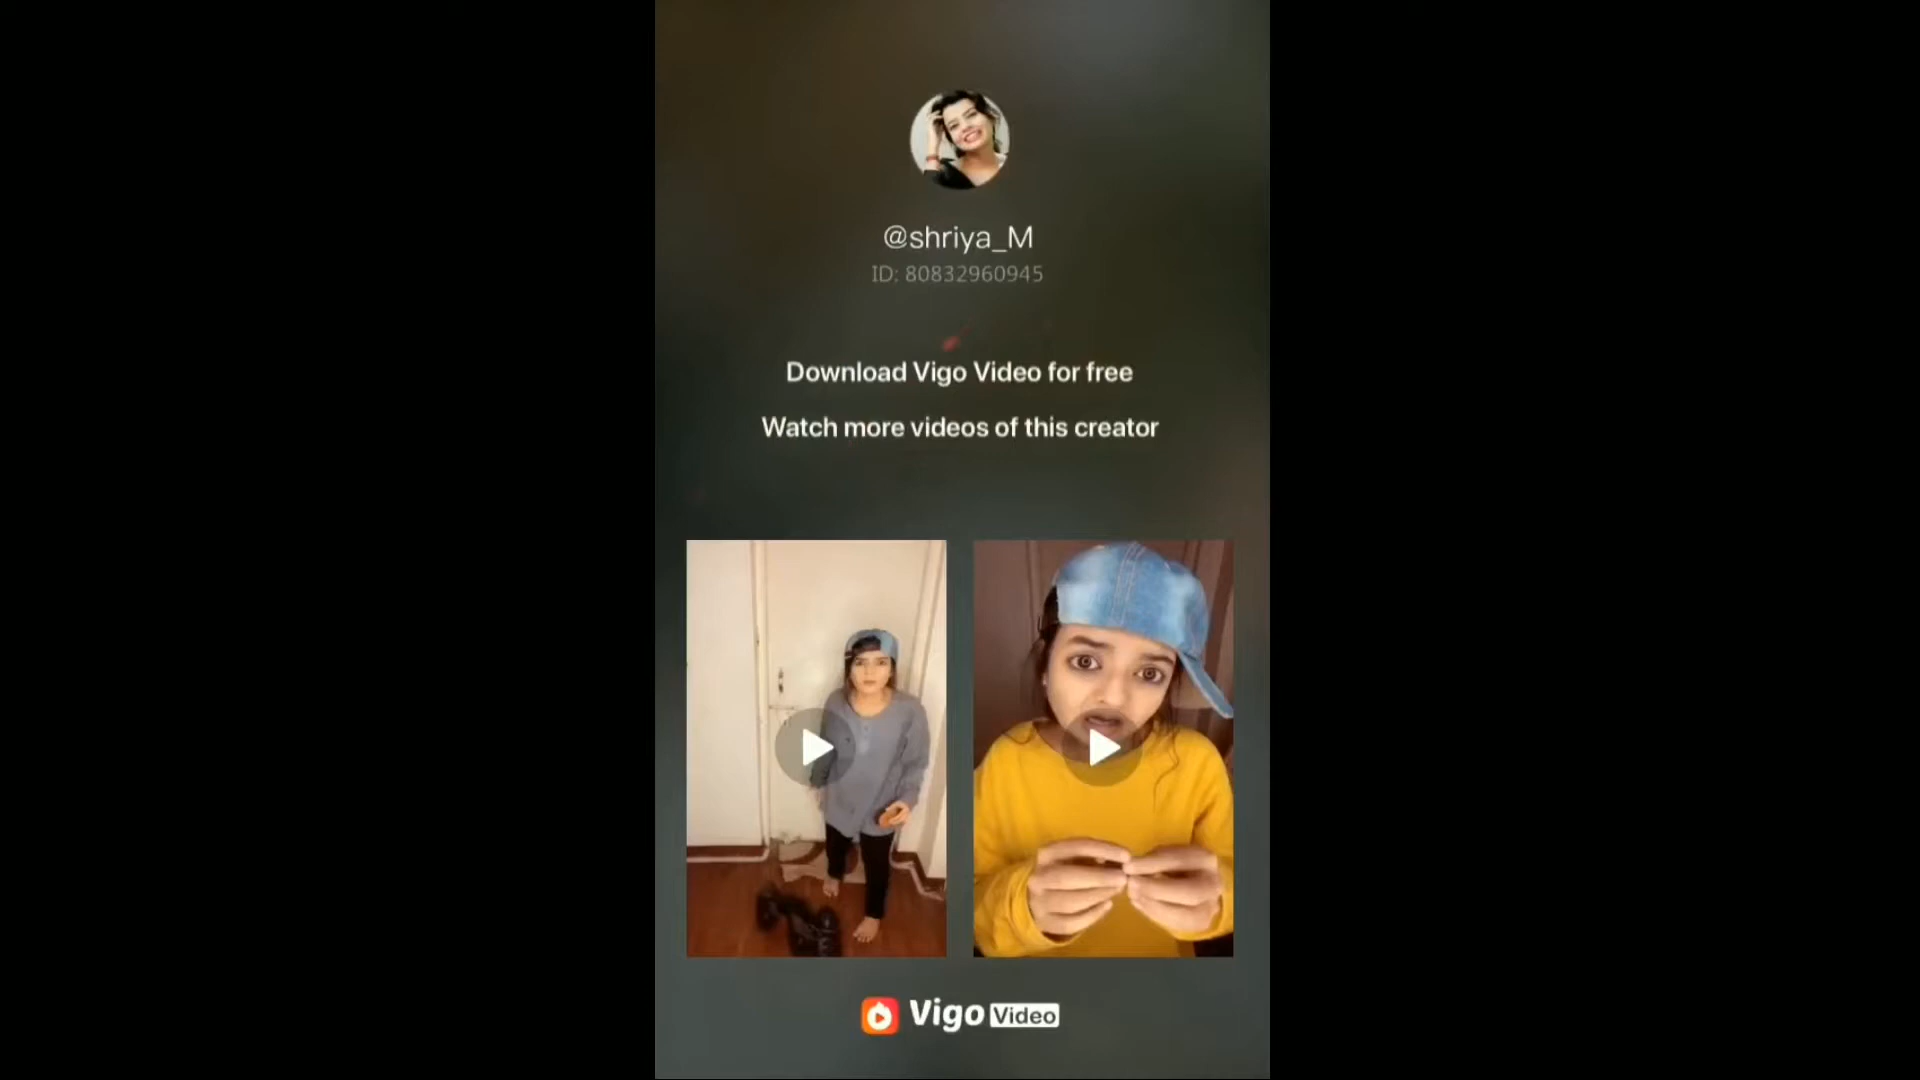 @shriya_M
ID: 80832960945
Download Vigo Video for free
Watch more videos of this creator
Vigo Video